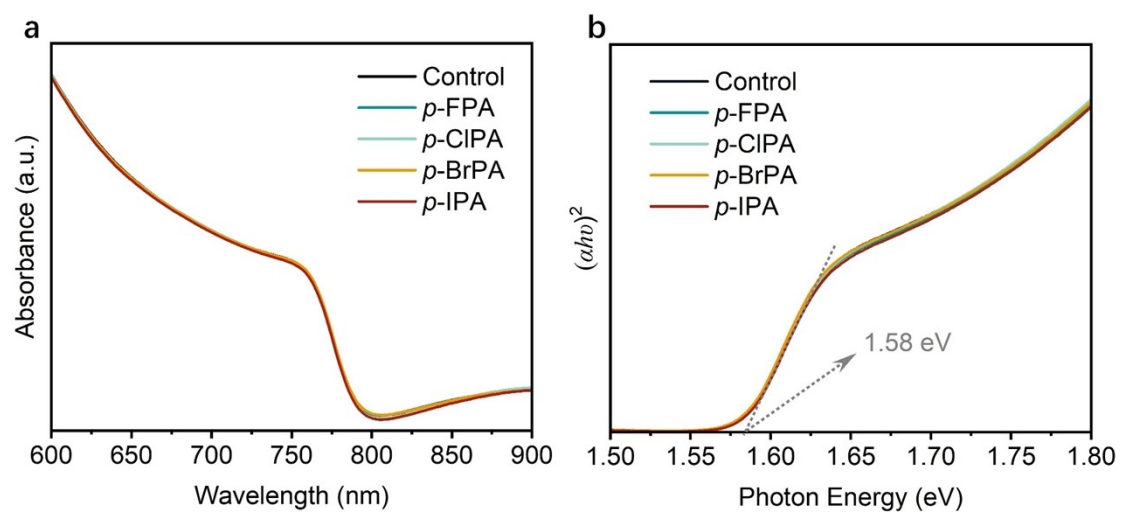 a
Absorbance (a.u.)
Control
p-FPA
p-ClPA
p-BrPA
p-IPA
600 650 700 750 800 850 900
Wavelength (nm)
b
(αhυ)²
Control
p-FPA
p-ClPA
p-BrPA
p-IPA
1.58 eV
1.50 1.55 1.60 1.65 1.70 1.75 1.80
Photon Energy (eV)